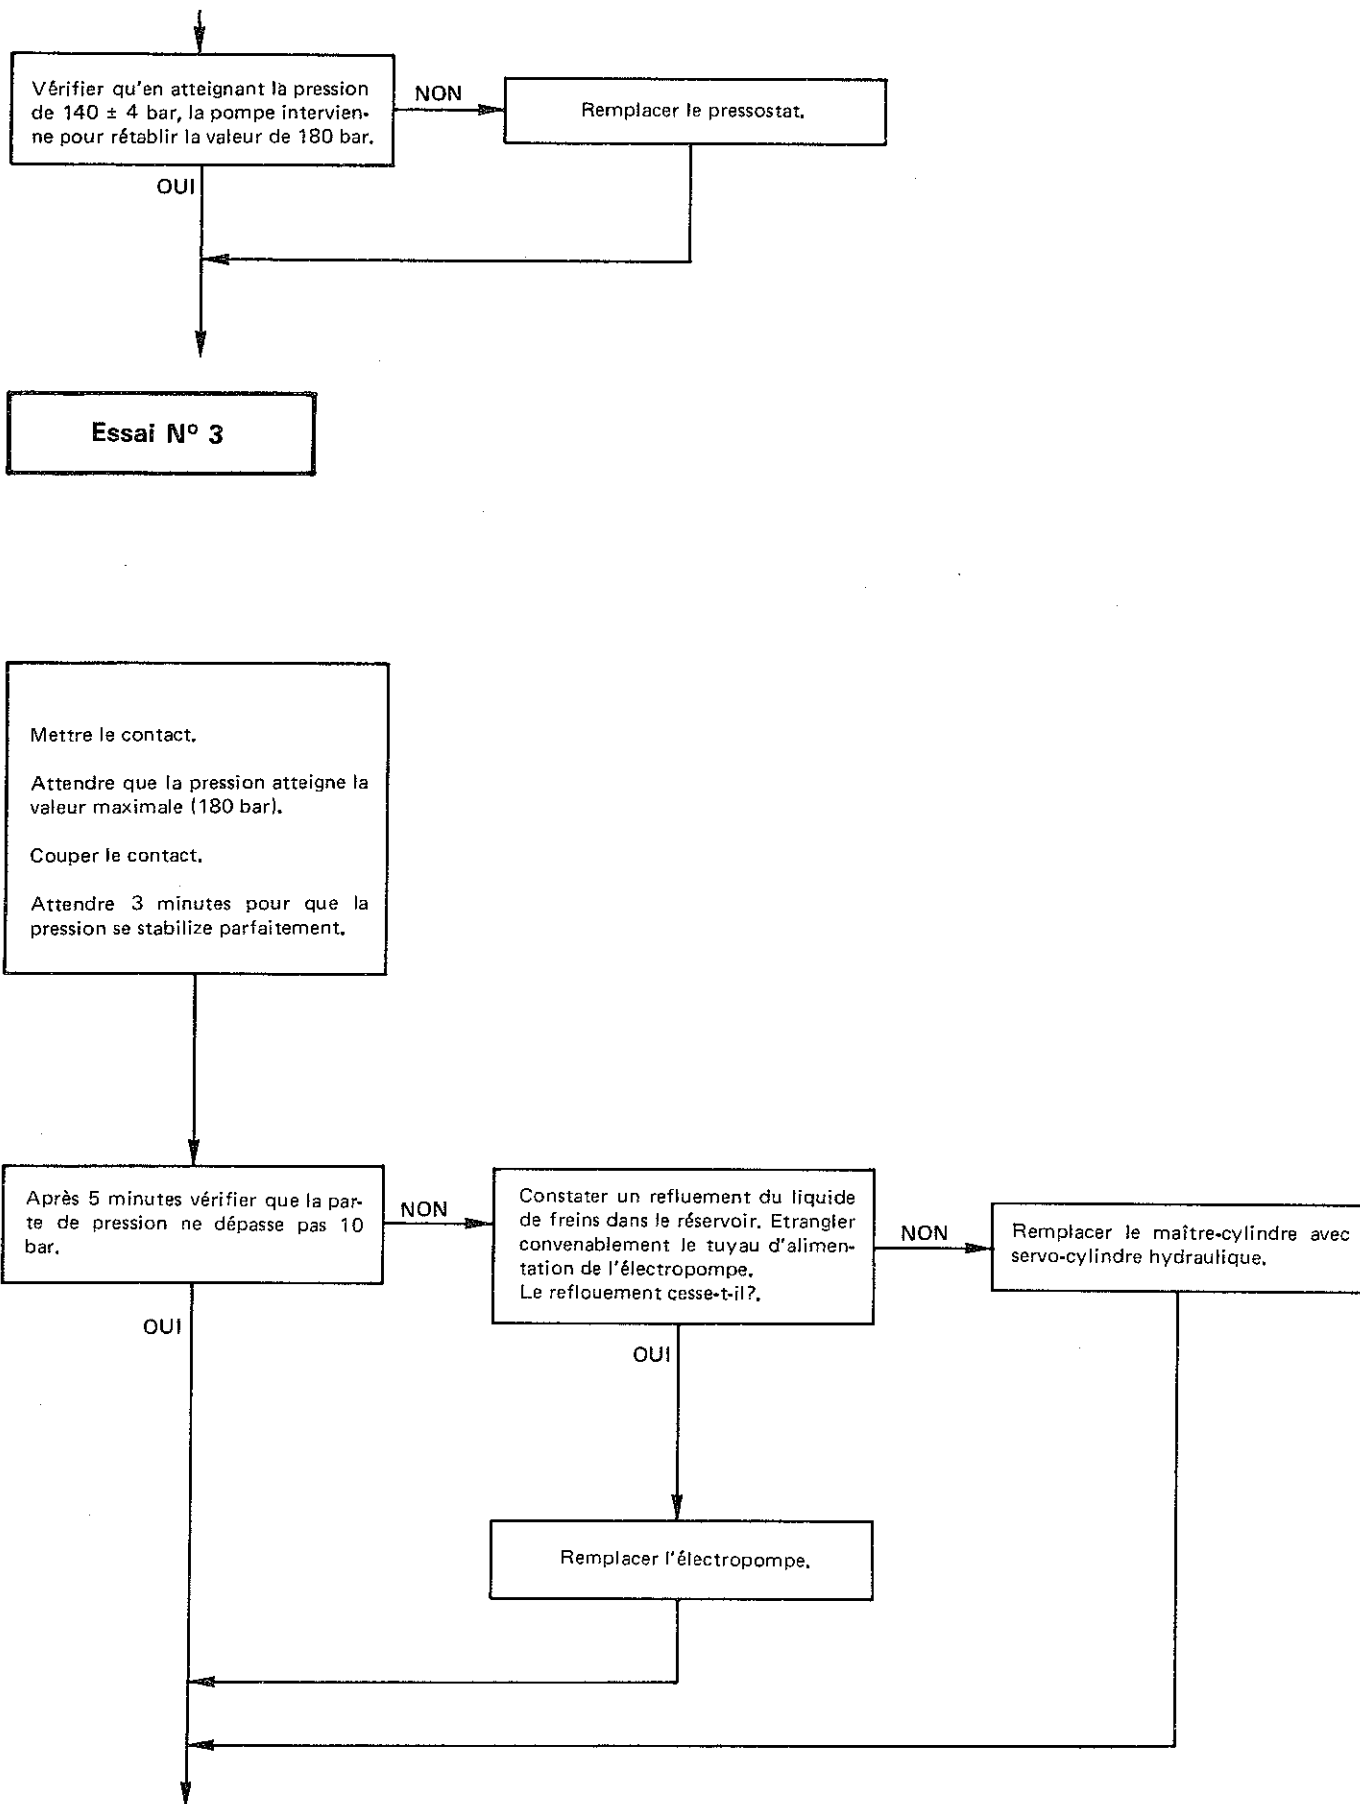 Vérifier qu'en atteignant la pression
de 140 ± 4 bar, la pompe intervien-
ne pour rétablir la valeur de 180 bar.
NON
Remplacer le pressostat.
OUI
Essai Nº 3
Mettre le contact.
Attendre que la pression atteigne la
valeur maximale (180 bar).
Couper le contact.
Attendre 3 minutes pour que la
pression se stabilize parfaitement.
Après 5 minutes vérifier que la par-
te de pression ne dépasse pas 10
bar.
NON
Constater un refluement du liquide
de freins dans le réservoir. Etrangler
convenablement le tuyau d'alimen-
tation de l'électropompe.
Le reflouement cesse-t-il?.
NON
Remplacer le maître-cylindre avec
servo-cylindre hydraulique.
OUI
OUI
Remplacer l'électropompe.